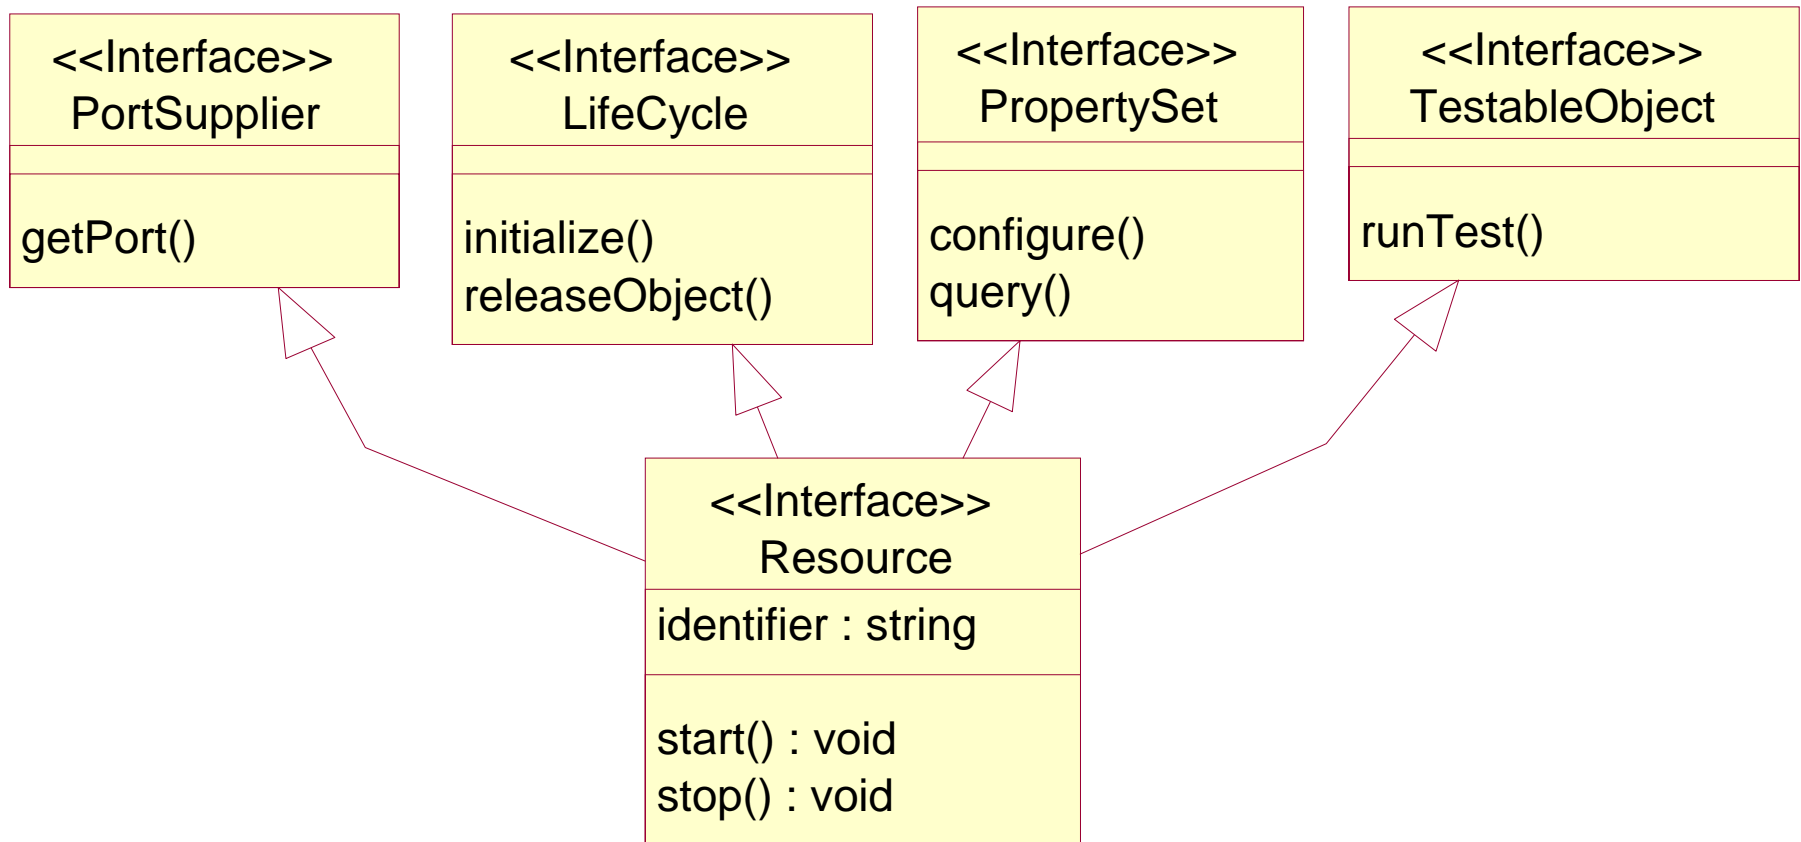 <<Interface>>
PortSupplier
getPort()
<<Interface>>
LifeCycle
initialize()
releaseObject()
<<Interface>>
PropertySet
configure()
query()
<<Interface>>
TestableObject
runTest()
<<Interface>>
Resource
identifier : string
start() : void
stop() : void